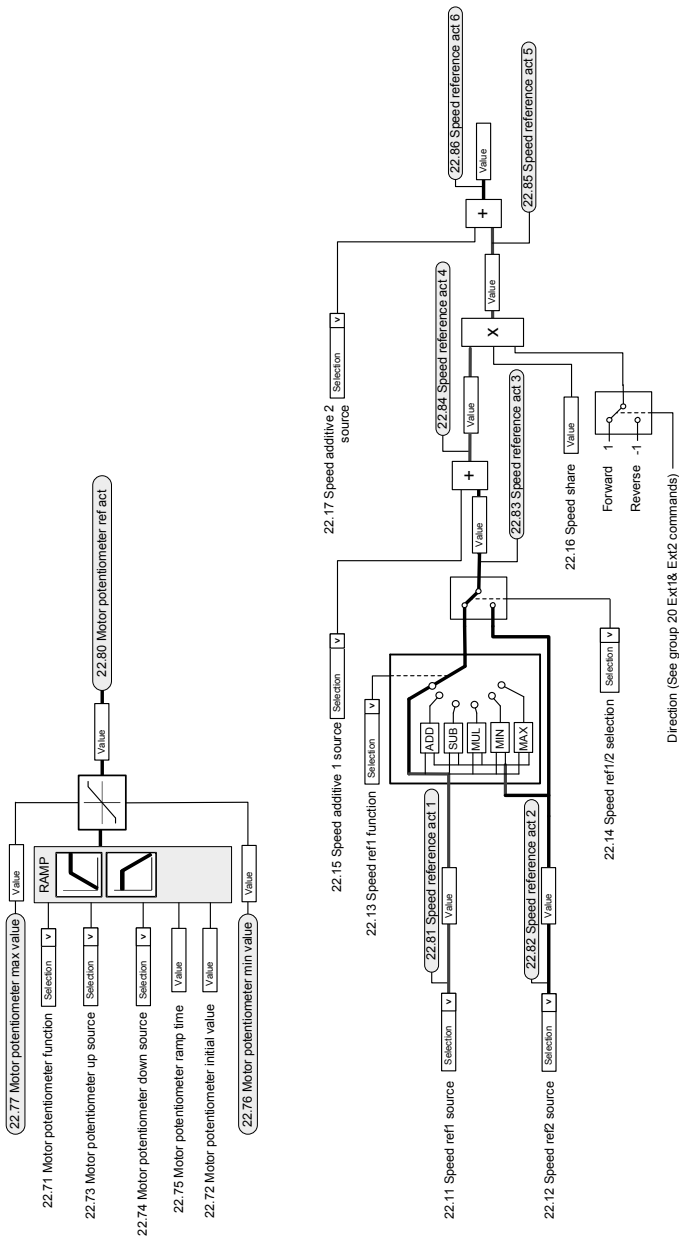 22.77 Motor potentiometer max value
Value
22.71 Motor potentiometer function
Selection
v
RAMP
22.73 Motor potentiometer up source
Selection
v
Value
22.80 Motor potentiometer ref act
22.74 Motor potentiometer down source
Selection
v
22.75 Motor potentiometer ramp time
Value
22.72 Motor potentiometer initial value
Value
22.76 Motor potentiometer min value
Value
22.15 Speed additive 1 source
Selection
v
22.17 Speed additive 2
source
Selection
v
22.13 Speed ref1 function
Selection
v
22.84 Speed reference act 4
22.86 Speed reference act 6
22.81 Speed reference act 1
22.11 Speed ref1 source
Selection
v
Value
ADD
SUB
MUL
MIN
MAX
Value
+
Value
X
Value
+
Value
22.83 Speed reference act 3
22.85 Speed reference act 5
22.82 Speed reference act 2
22.12 Speed ref2 source
Selection
v
Value
22.16 Speed share
Value
22.14 Speed ref1/2 selection
Selection
v
Forward
1
Reverse
-1
Direction (See group 20 Ext1& Ext2 commands)